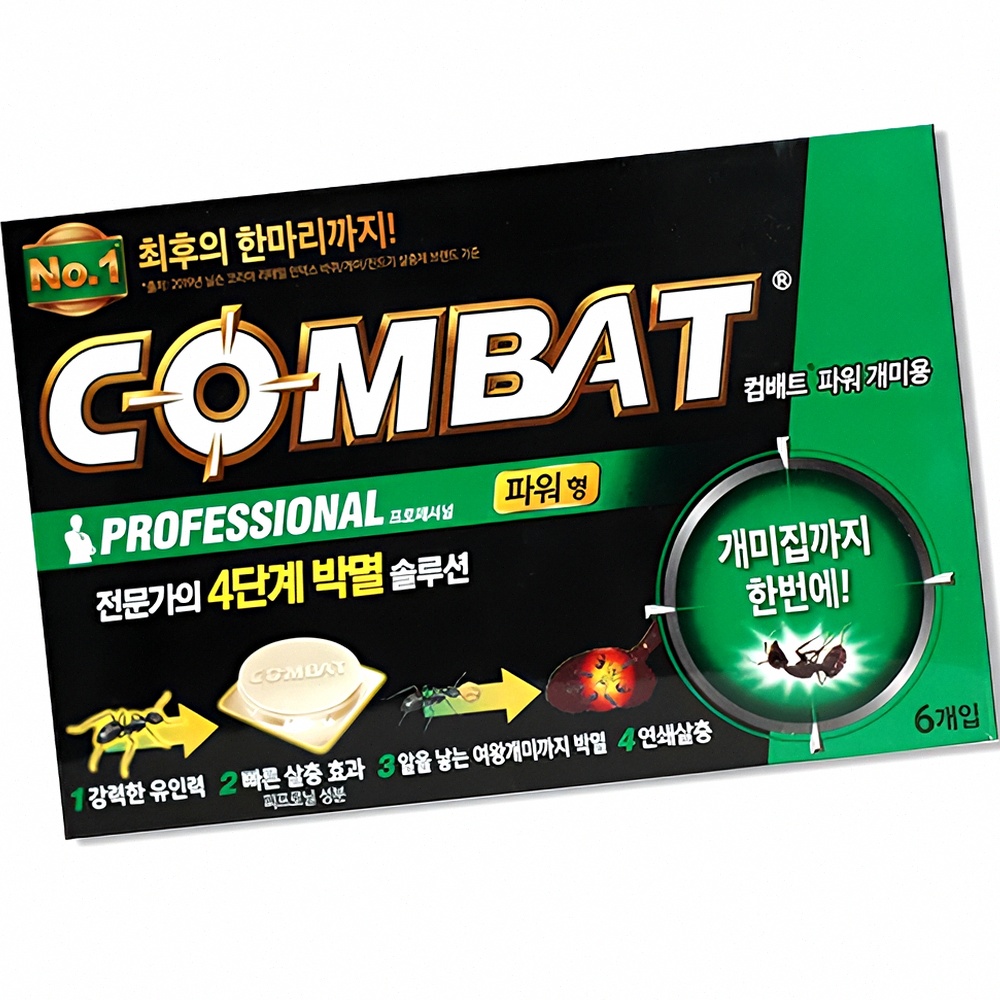 No.1
최후의 한마리까지!
COMBAT®
컴배트® 파워 개미용
PROFESSIONAL 프로페셔널
파워형
전문가의 4단계 박멸 솔루션
개미집까지
한번에!
COMBAT
1 강력한 유인력
2 빠른 살충 효과
피프로닐 성분
3 알을 낳는 여왕개미까지 박멸
4 연쇄살충
6개입